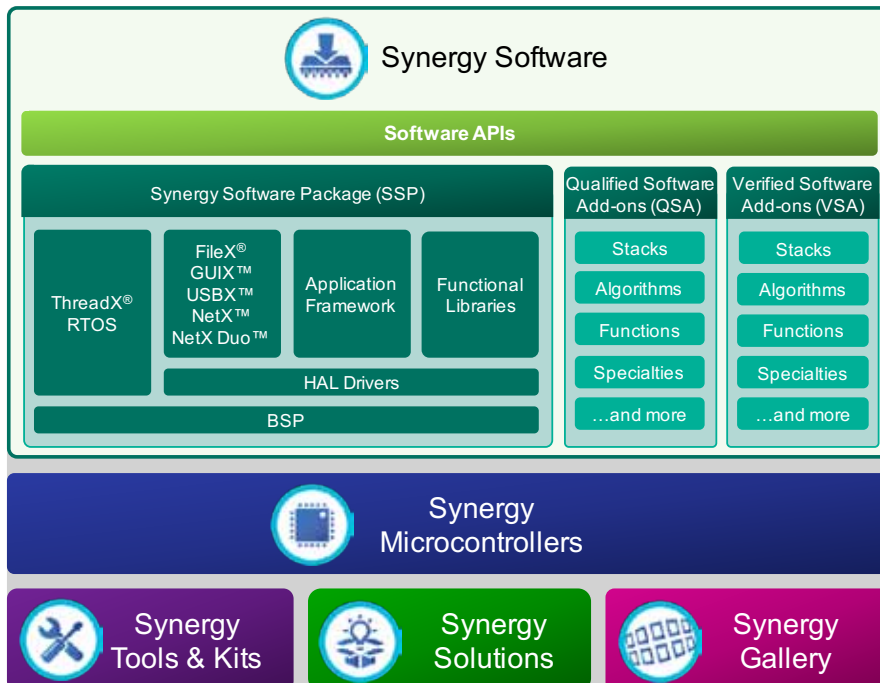 Synergy Software
Software APIs
Synergy Software Package (SSP)
ThreadX®
RTOS
FileX®
GUIX™
USBX™
NetX™
NetX Duo™
Application
Framework
Functional
Libraries
HAL Drivers
BSP
Qualified Software
Add-ons (QSA)
Stacks
Algorithms
Functions
Specialties
...and more
Verified Software
Add-ons (VSA)
Stacks
Algorithms
Functions
Specialties
...and more
Synergy
Microcontrollers
Synergy
Tools & Kits
Synergy
Solutions
Synergy
Gallery